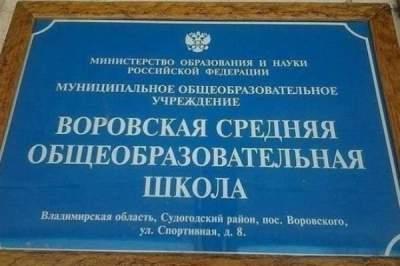 МИНИСТЕРСТВО ОБРАЗОВАНИЯ И НАУКИ
РОССИЙСКОЙ ФЕДЕРАЦИИ
МУНИЦИПАЛЬНОЕ ОБЩЕОБРАЗОВАТЕЛЬНОЕ
УЧРЕЖДЕНИЕ
ВОРОВСКАЯ СРЕДНЯЯ
ОБЩЕОБРАЗОВАТЕЛЬНАЯ
ШКОЛА
Владимирская область, Судогодский район, пос. Воровского,
ул. Спортивная, д. 8.